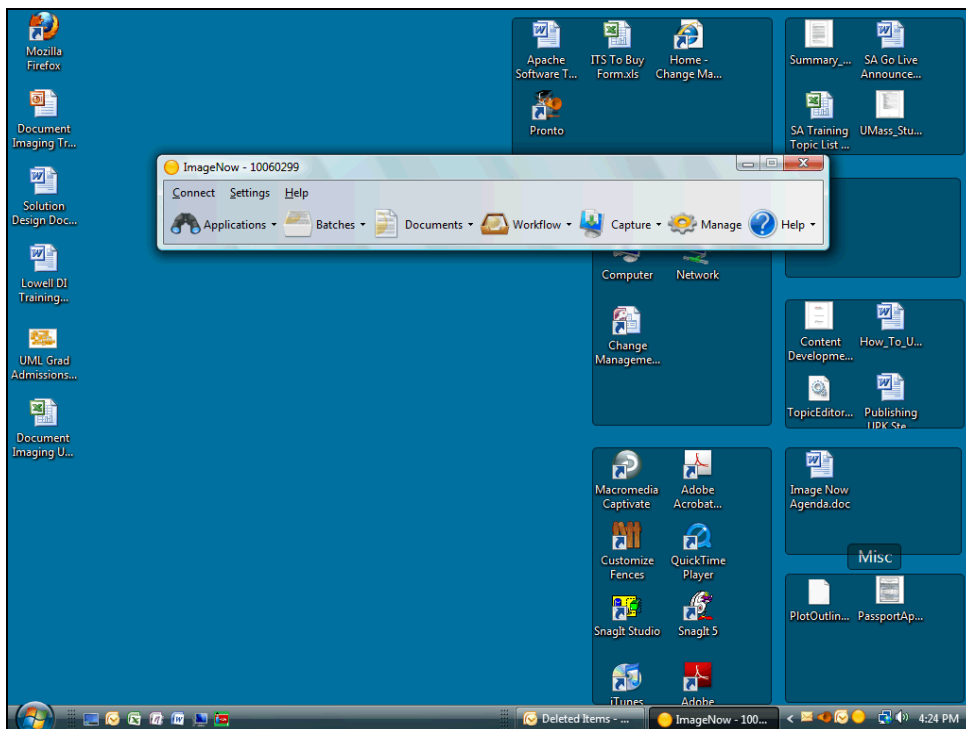 Mozilla
Firefox
Document
Imaging Tr...
Solution
Design Doc...
Lowell DI
Training...
UML Grad
Admissions...
Document
Imaging U...
Apache
Software T...
ITS To Buy
Form.xls
Home -
Change Ma...
Pronto
Summary_...
SA Go Live
Announce...
SA Training
Topic List ...
UMass_Stu...
ImageNow - 10060299
Connect Settings Help
Applications Batches Documents Workflow Capture Manage Help
Computer
Network
Change
Manageme...
Content
Developme...
How_To_U...
TopicEditor...
Publishing
UPK Ste...
Macromedia
Captivate
Adobe
Acrobat...
Image Now
Agenda.doc
Customize
Fences
QuickTime
Player
Misc
SnagIt Studio
SnagIt 5
PlotOutlin...
PassportAp...
iTunes
Adobe
Deleted Items - ...
ImageNow - 100...
4:24 PM